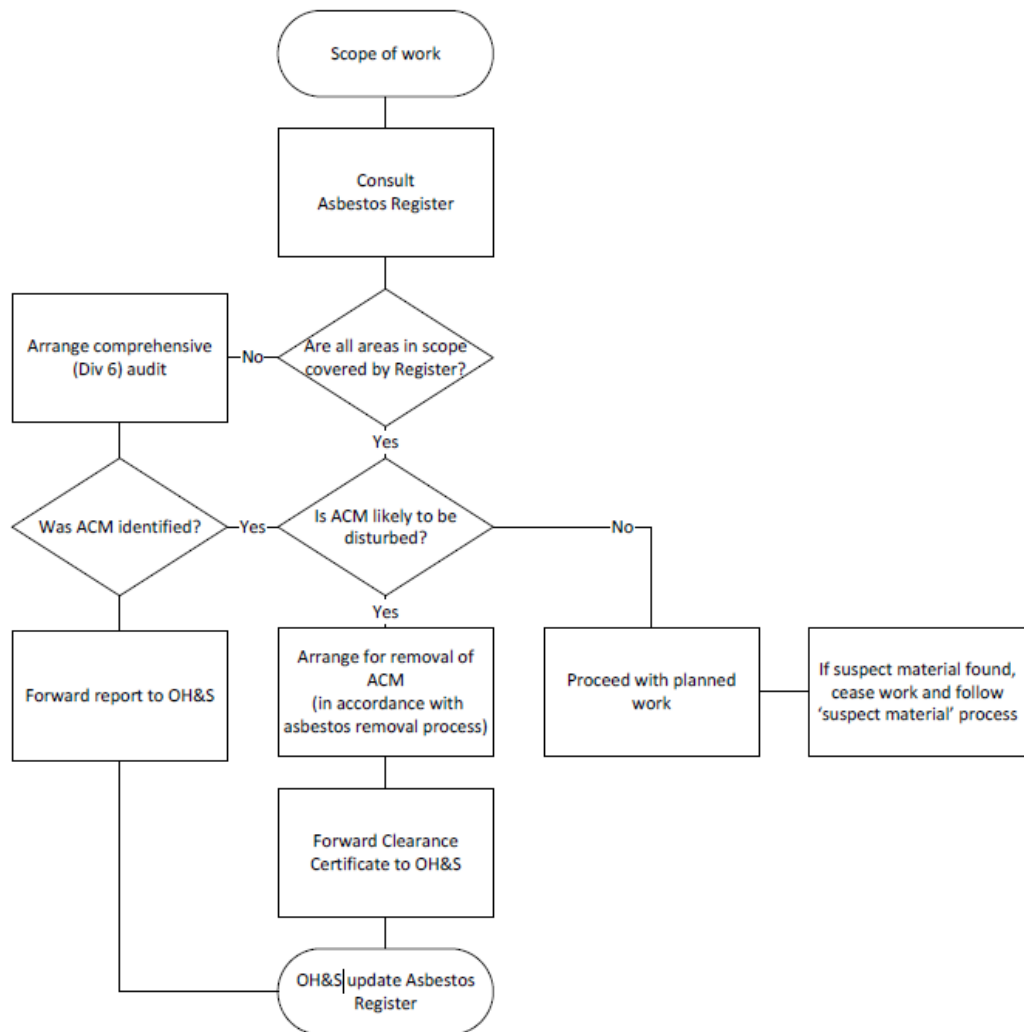 Scope of work
Consult
Asbestos Register
Arrange comprehensive
(Div 6) audit
No
Are all areas in scope
covered by Register?
Yes
Was ACM identified?
Yes
Is ACM likely to be
disturbed?
No
Yes
Forward report to OH&S
Arrange for removal of
ACM
(in accordance with
asbestos removal process)
Proceed with planned
work
If suspect material found,
cease work and follow
‘suspect material’ process
Forward Clearance
Certificate to OH&S
OH&S update Asbestos
Register